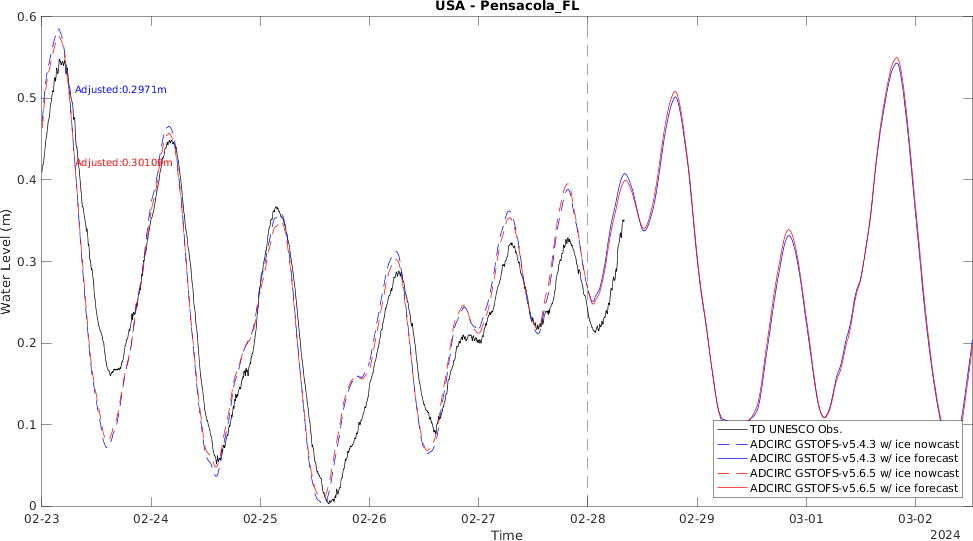 USA - Pensacola_FL
0.6
0.5
0.4
0.3
0.2
0.1
0
Water Level (m)
Adjusted:0.2971m
Adjusted:0.30109m
TD UNESCO Obs.
ADCIRC GSTOFS-v5.4.3 w/ ice nowcast
ADCIRC GSTOFS-v5.4.3 w/ ice forecast
ADCIRC GSTOFS-v5.6.5 w/ ice nowcast
ADCIRC GSTOFS-v5.6.5 w/ ice forecast
02-23 02-24 02-25 02-26 02-27 02-28 02-29 03-01 03-02
Time
2024